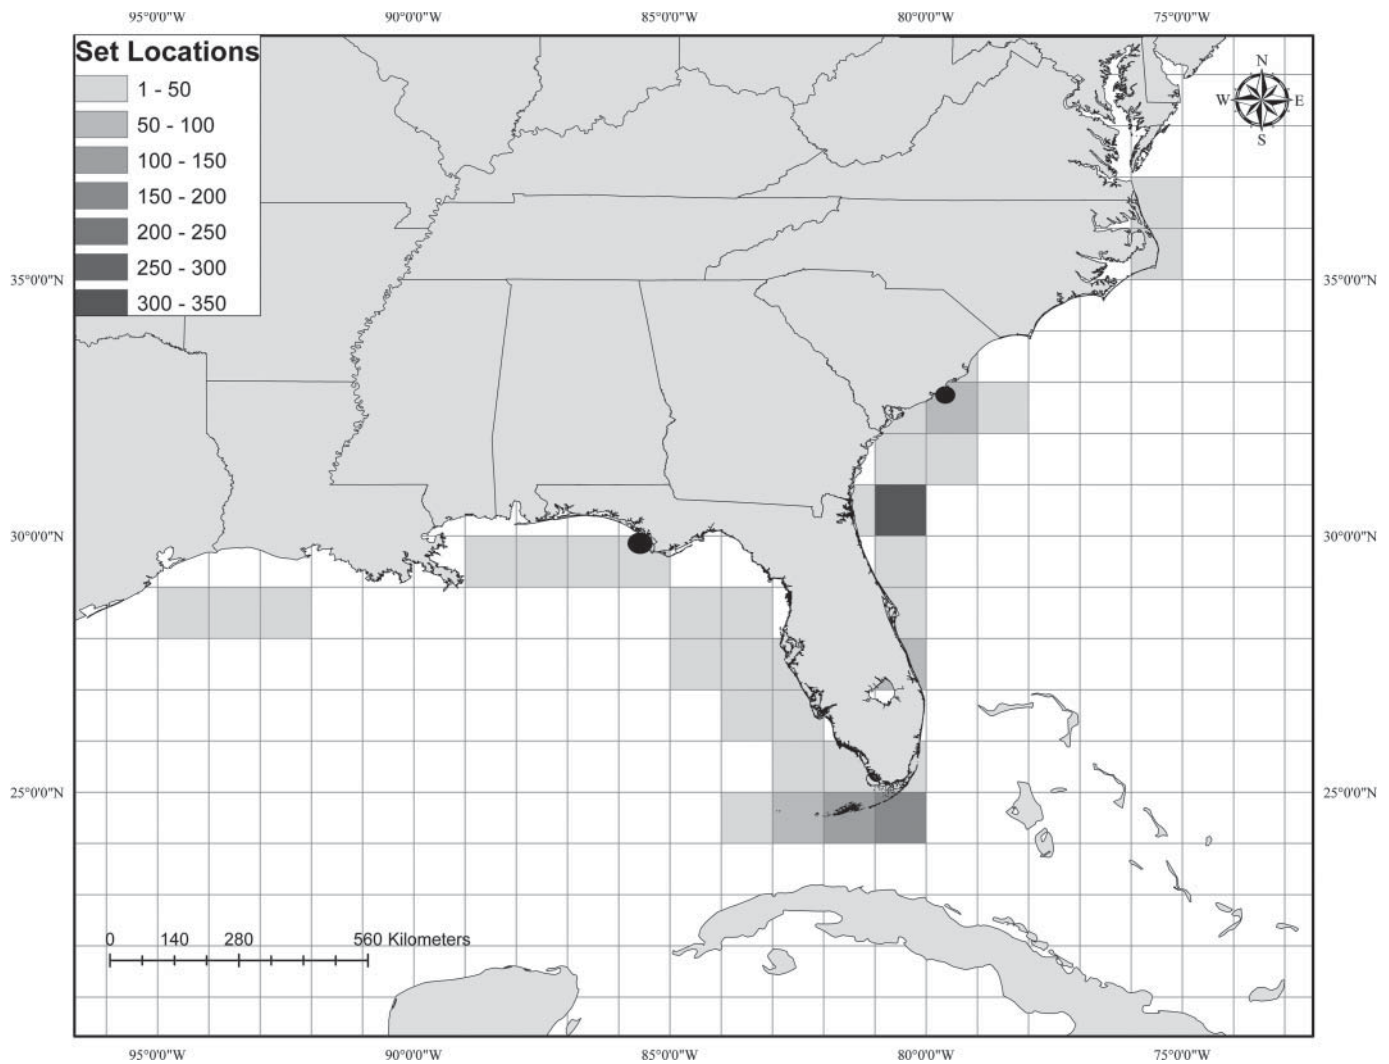 95°0'0"W 90°0'0"W 85°0'0"W 80°0'0"W 75°0'0"W
Set Locations
1 - 50
50 - 100
100 - 150
150 - 200
200 - 250
250 - 300
300 - 350
N
W E
S
35°0'0"N 35°0'0"N
30°0'0"N 30°0'0"N
25°0'0"N 25°0'0"N
0 140 280 560 Kilometers
95°0'0"W 90°0'0"W 85°0'0"W 80°0'0"W 75°0'0"W